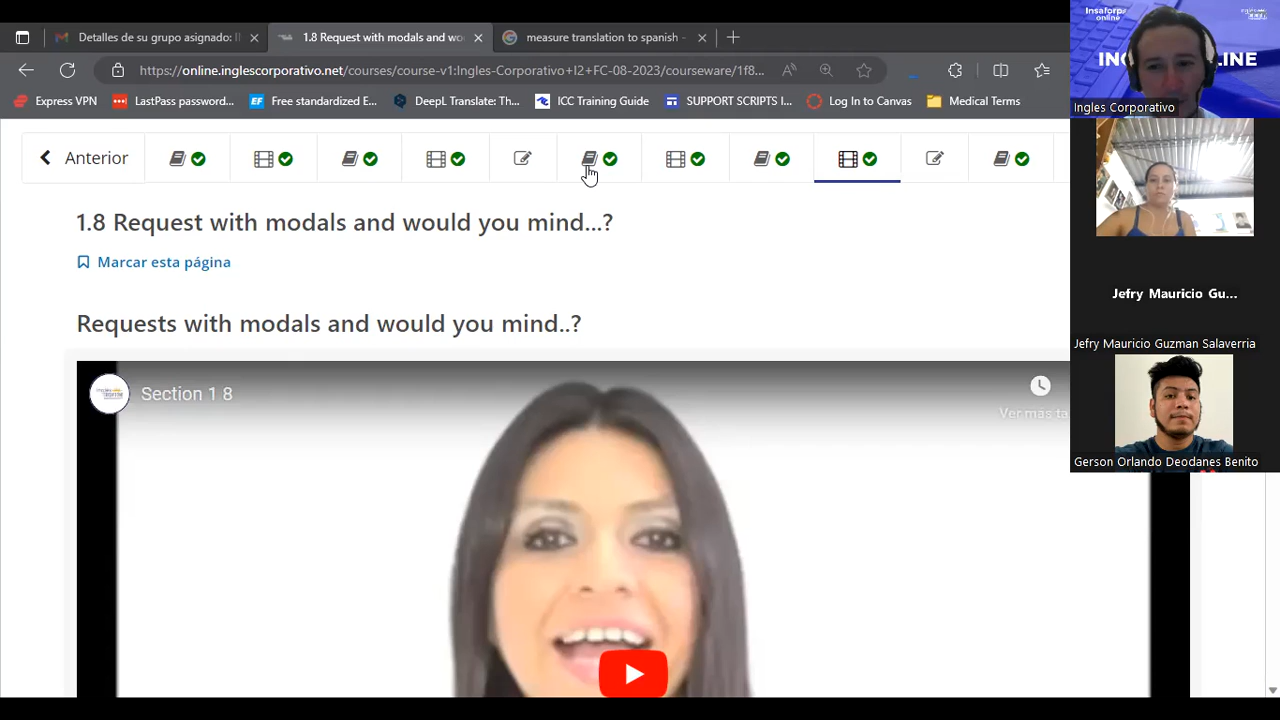 Detalles de su grupo asignado: I
1.8 Request with modals and wo
measure translation to spanish -
https://online.inglescorporativo.net/courses/course-v1:Ingles-Corporativo+I2+FC-08-2023/courseware/1f8...
Express VPN
LastPass password...
Free standardized E...
DeepL Translate: Th...
ICC Training Guide
SUPPORT SCRIPTS I...
Log In to Canvas
Medical Terms
Anterior
1.8 Request with modals and would you mind...?
Marcar esta página
Requests with modals and would you mind..?
Section 1 8
Ver más ta
Insaforp
online
Ingles Corporativo
Jefry Mauricio Gu...
Jefry Mauricio Guzman Salaverria
Gerson Orlando Deodanes Benito